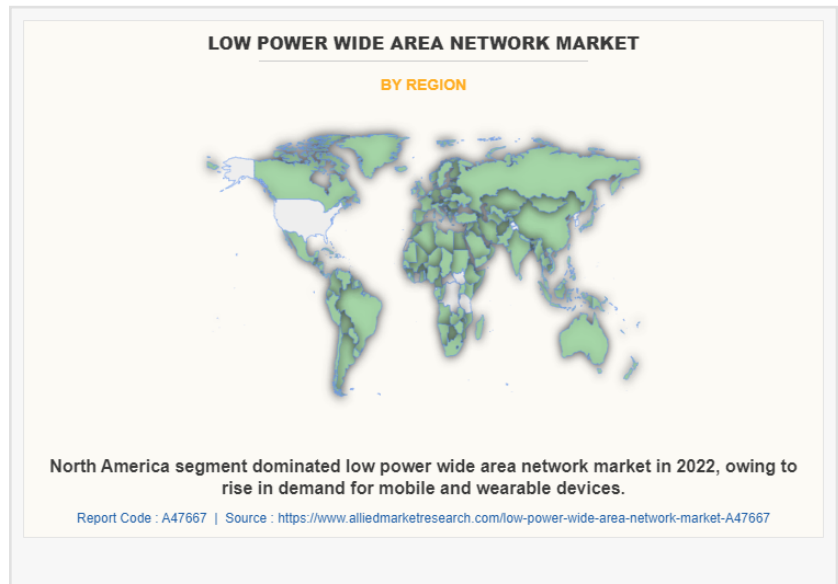 LOW POWER WIDE AREA NETWORK MARKET
BY REGION
North America segment dominated low power wide area network market in 2022, owing to
rise in demand for mobile and wearable devices.
Report Code : A47667 | Source : https://www.alliedmarketresearch.com/low-power-wide-area-network-market-A47667